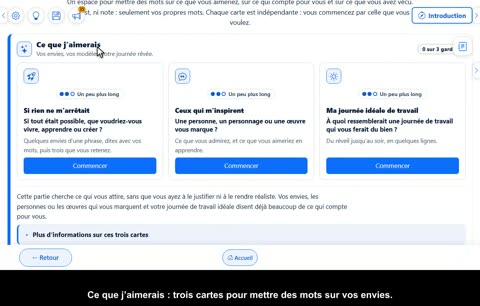 Un espace pour mettre des mots sur ce que vous aimeriez, sur ce qui compte pour vous et sur ce que vous avez vécu.
st, ni note : seulement vos propres mots. Chaque carte est indépendante : vous commencez par celle que vous
voulez.
Introduction
Ce que j'aimerais
Vos envies, vos modèles, votre journée rêvée.
0 sur 3 gard
Un peu plus long
Si rien ne m'arrêtait
Si tout était possible, que voudriez-vous
vivre, apprendre ou créer ?
Quelques envies d'une phrase, dites avec vos
mots, puis trois que vous retenez.
Commencer
Un peu plus long
Ceux qui m'inspirent
Une personne, un personnage ou une œuvre
vous marque ?
Ce que vous admirez, et ce que vous aimeriez en
apprendre.
Commencer
Un peu plus long
Ma journée idéale de travail
À quoi ressemblerait une journée de travail
qui vous ferait du bien ?
Du réveil jusqu'au soir, en quelques lignes.
Commencer
Cette partie cherche ce qui vous attire, sans que vous ayez à le justifier ni à le rendre réaliste. Vos envies, les
personnes ou les œuvres qui vous marquent et votre journée de travail idéale disent déjà beaucoup de ce qui compte
pour vous.
Plus d'informations sur ces trois cartes
← Retour
Accueil
Ce que j'aimerais : trois cartes pour mettre des mots sur vos envies.